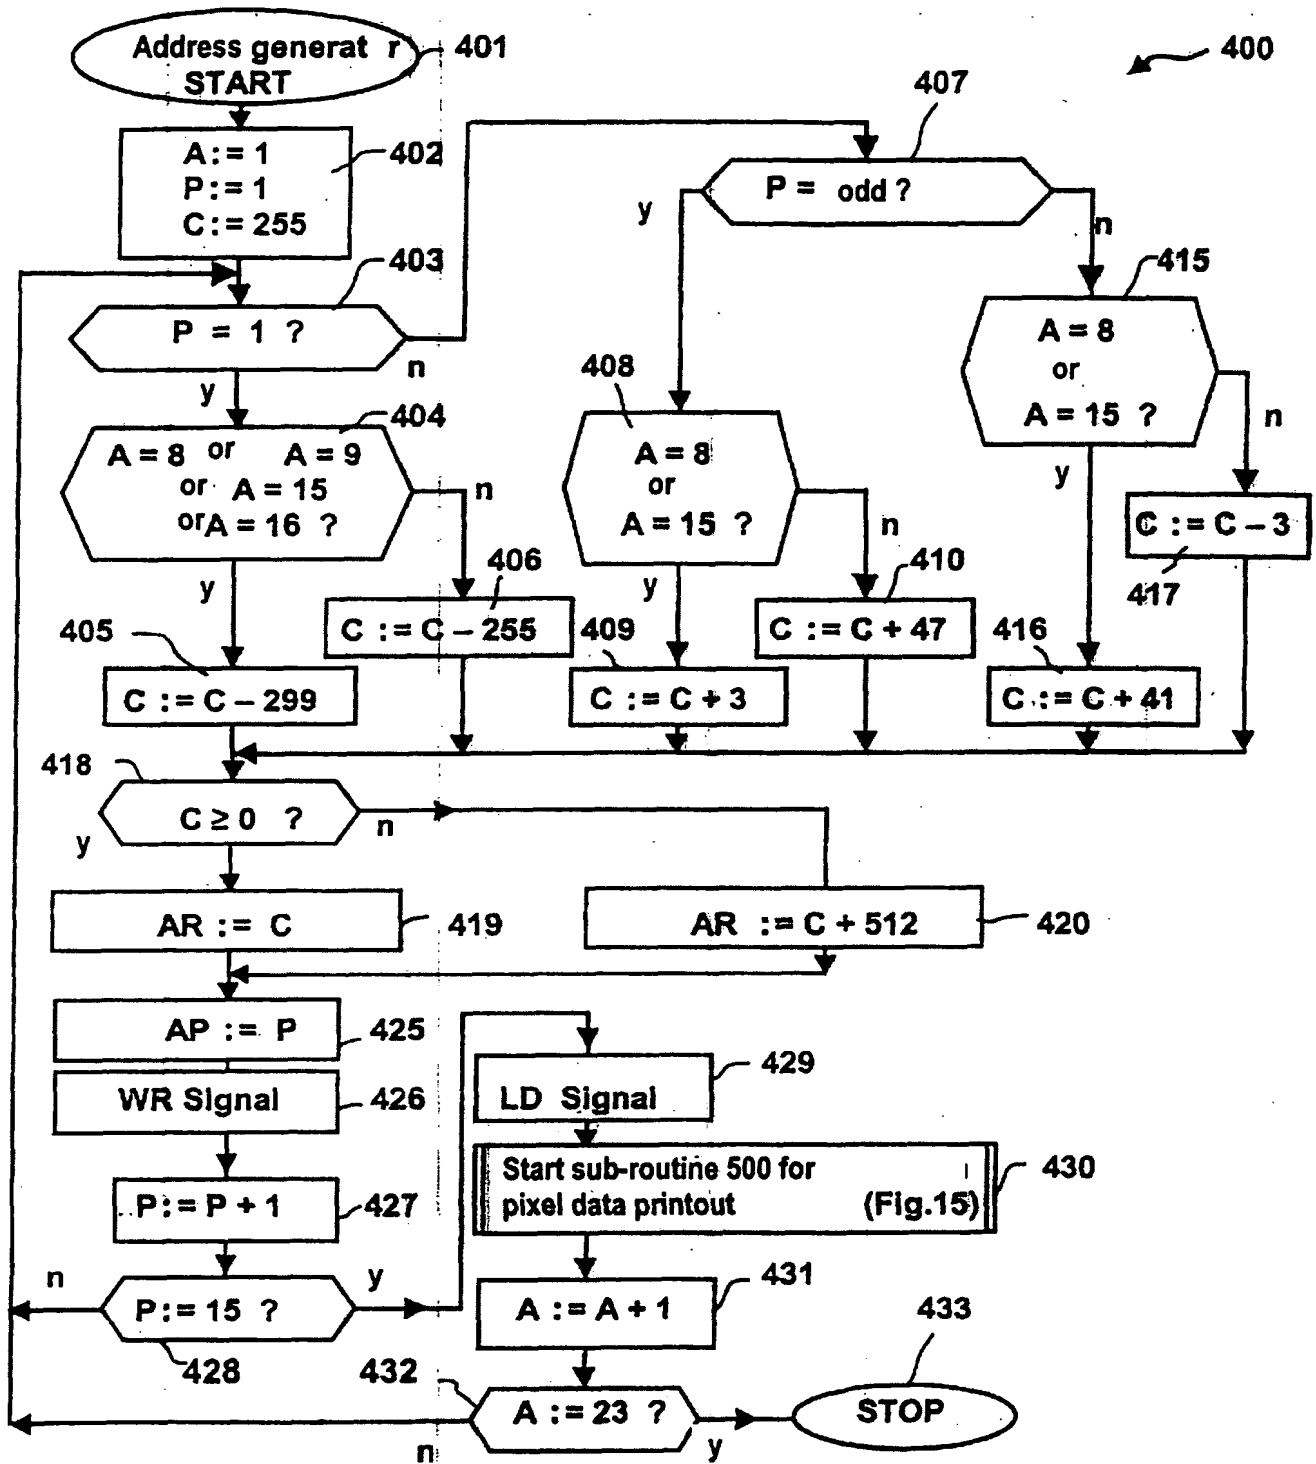 Address generat r
START
401
400
A := 1
P := 1
C := 255
402
407
P = odd ?
y
n
403
P = 1 ?
n
y
415
A = 8
or
A = 15 ?
n
y
408
A = 8
or
A = 15 ?
n
y
404
A = 8 or A = 9
or A = 15
or A = 16 ?
n
y
C := C – 3
417
406
C := C – 255
410
C := C + 47
405
C := C – 299
409
C := C + 3
416
C := C + 41
418
C ≥ 0 ?
n
y
AR := C
419
AR := C + 512
420
AP := P
425
WR Signal
426
P := P + 1
427
P := 15 ?
n
y
428
LD Signal
429
Start sub-routine 500 for
pixel data printout (Fig.15)
430
A := A + 1
431
432
A := 23 ?
n
y
433
STOP